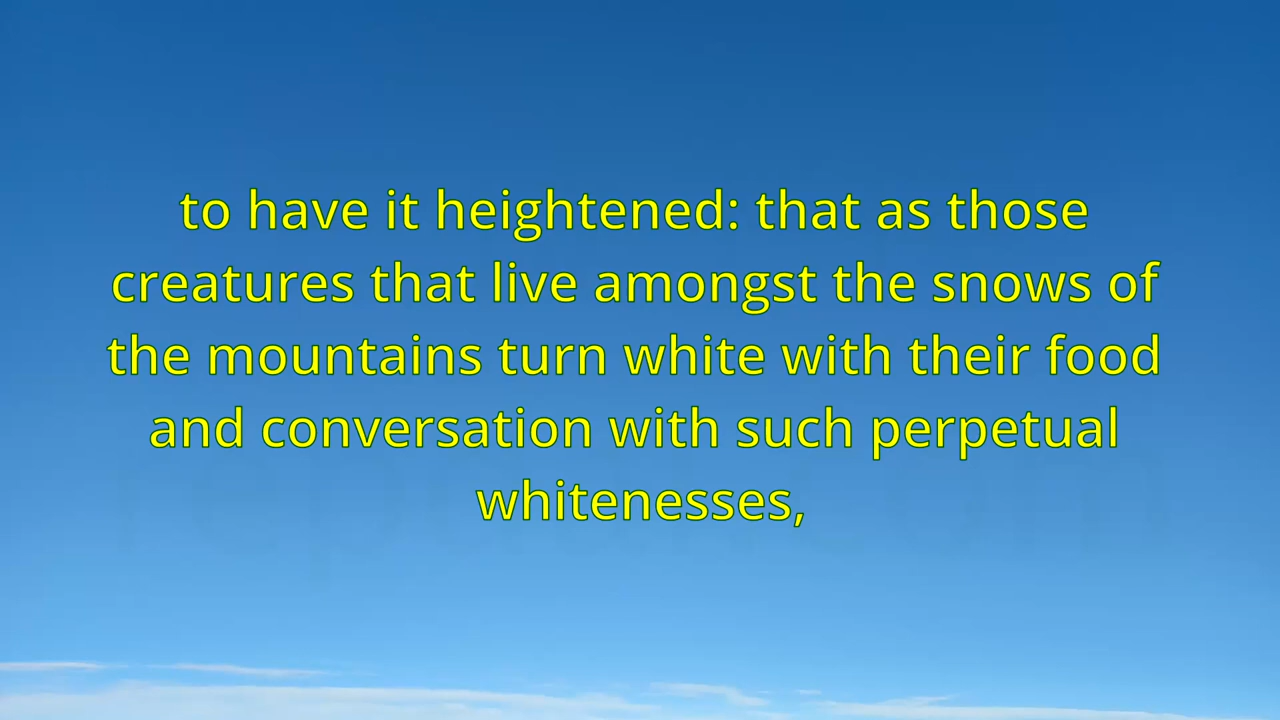 to have it heightened: that as those
creatures that live amongst the snows of
the mountains turn white with their food
and conversation with such perpetual
whitenesses,